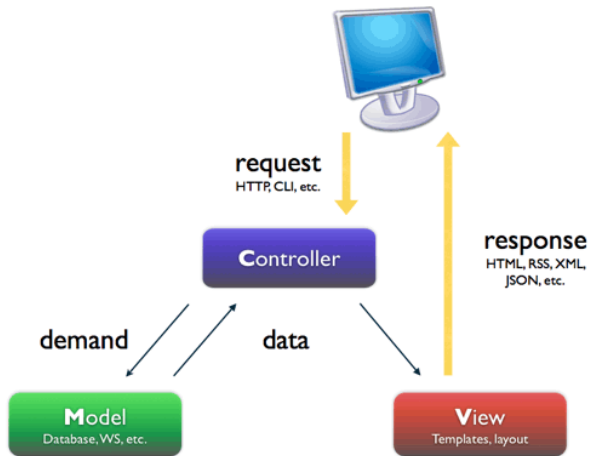 request
HTTP, CLI, etc.
Controller
response
HTML, RSS, XML,
JSON, etc.
demand
data
Model
Database, WS, etc.
View
Templates, layout